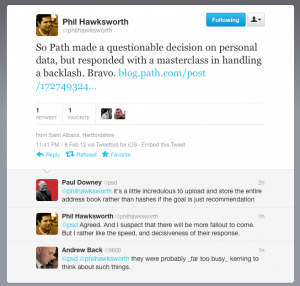 Phil Hawksworth
@philhawksworth
Following
So Path made a questionable decision on personal
data, but responded with a masterclass in handling
a backlash. Bravo. blog.path.com/post
/172749324...
1
RETWEET
1
FAVORITE
from Saint Albans, Hertfordshire
11:41 PM - 8 Feb 12 via Tweetbot for iOS · Embed this Tweet
Reply Retweet Favorite
Paul Downey @psd 2h
@philhawksworth it's a little incredulous to upload and store the entire
address book rather than hashes if the goal is just recommendation
Phil Hawksworth @philhawksworth 1h
@psd Agreed. And I suspect that there will be more fallout to come.
But I rather like the speed, and decisiveness of their response.
Andrew Back @9600 1h
@psd @philhawksworth they were probably _far too busy_ kerning to
think about such things.